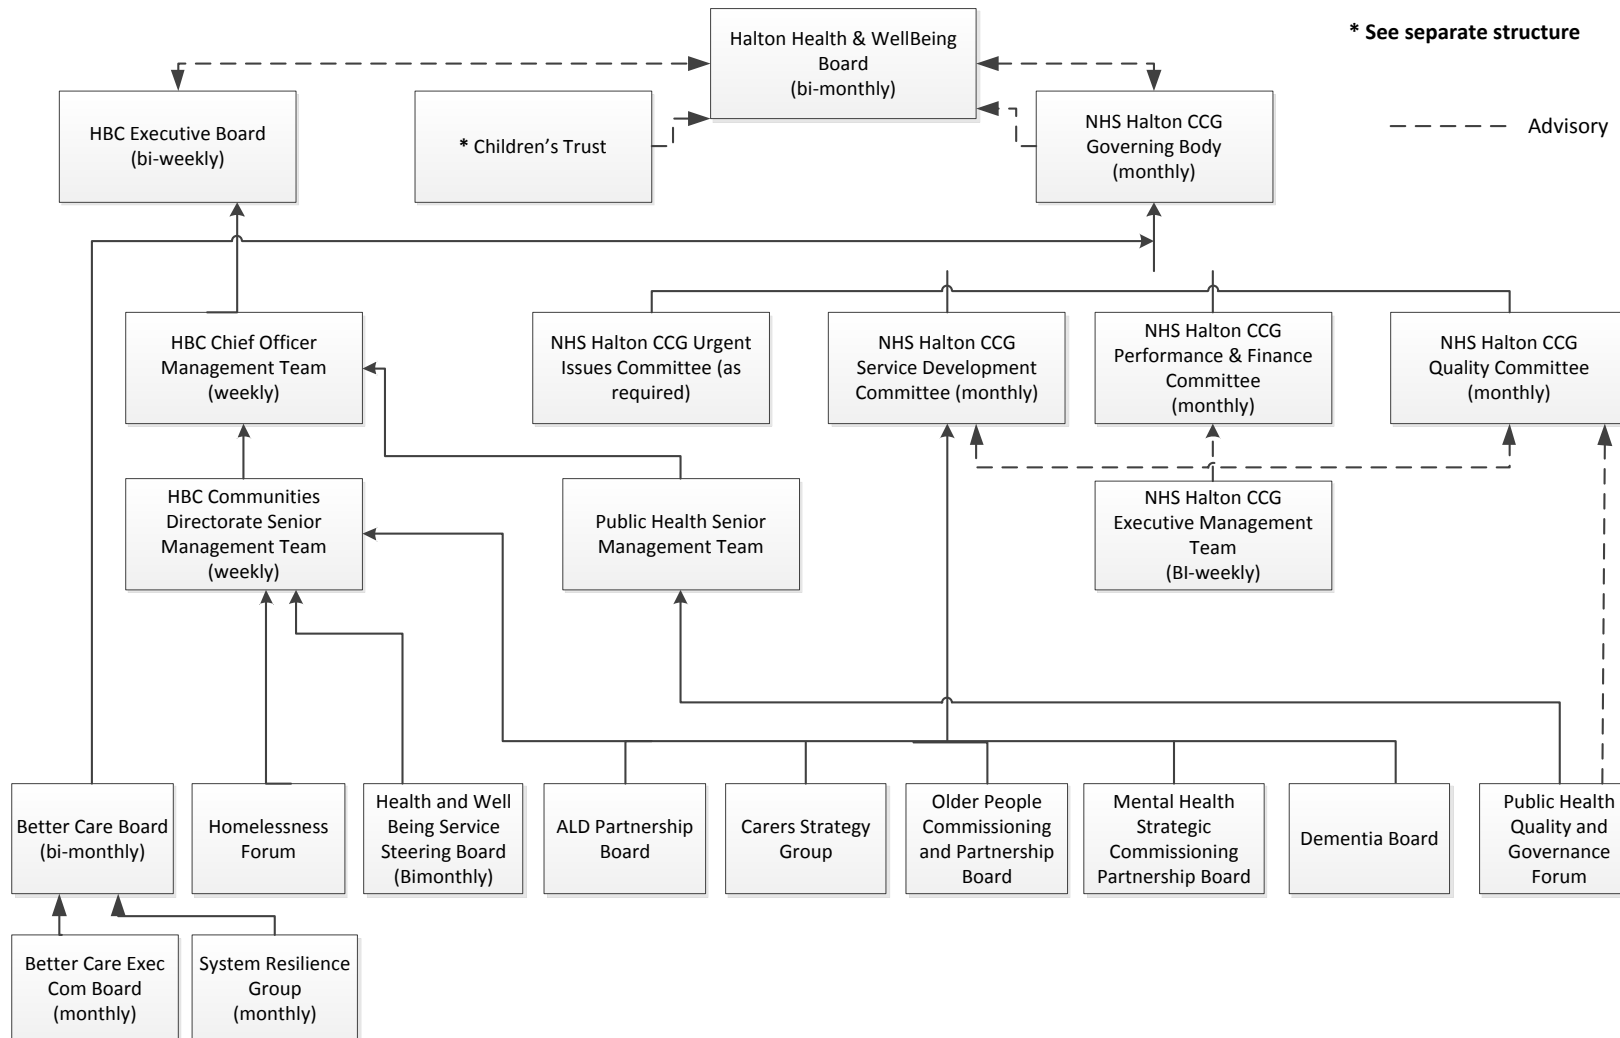 Halton Health & WellBeing
Board
(bi-monthly)
* See separate structure
HBC Executive Board
(bi-weekly)
* Children’s Trust
NHS Halton CCG
Governing Body
(monthly)
Advisory
HBC Chief Officer
Management Team
(weekly)
NHS Halton CCG Urgent
Issues Committee (as
required)
NHS Halton CCG
Service Development
Committee (monthly)
NHS Halton CCG
Performance & Finance
Committee
(monthly)
NHS Halton CCG
Quality Committee
(monthly)
HBC Communities
Directorate Senior
Management Team
(weekly)
Public Health Senior
Management Team
NHS Halton CCG
Executive Management
Team
(BI-weekly)
Better Care Board
(bi-monthly)
Homelessness
Forum
Health and Well
Being Service
Steering Board
(Bimonthly)
ALD Partnership
Board
Carers Strategy
Group
Older People
Commissioning
and Partnership
Board
Mental Health
Strategic
Commissioning
Partnership Board
Dementia Board
Public Health
Quality and
Governance
Forum
Better Care Exec
Com Board
(monthly)
System Resilience
Group
(monthly)